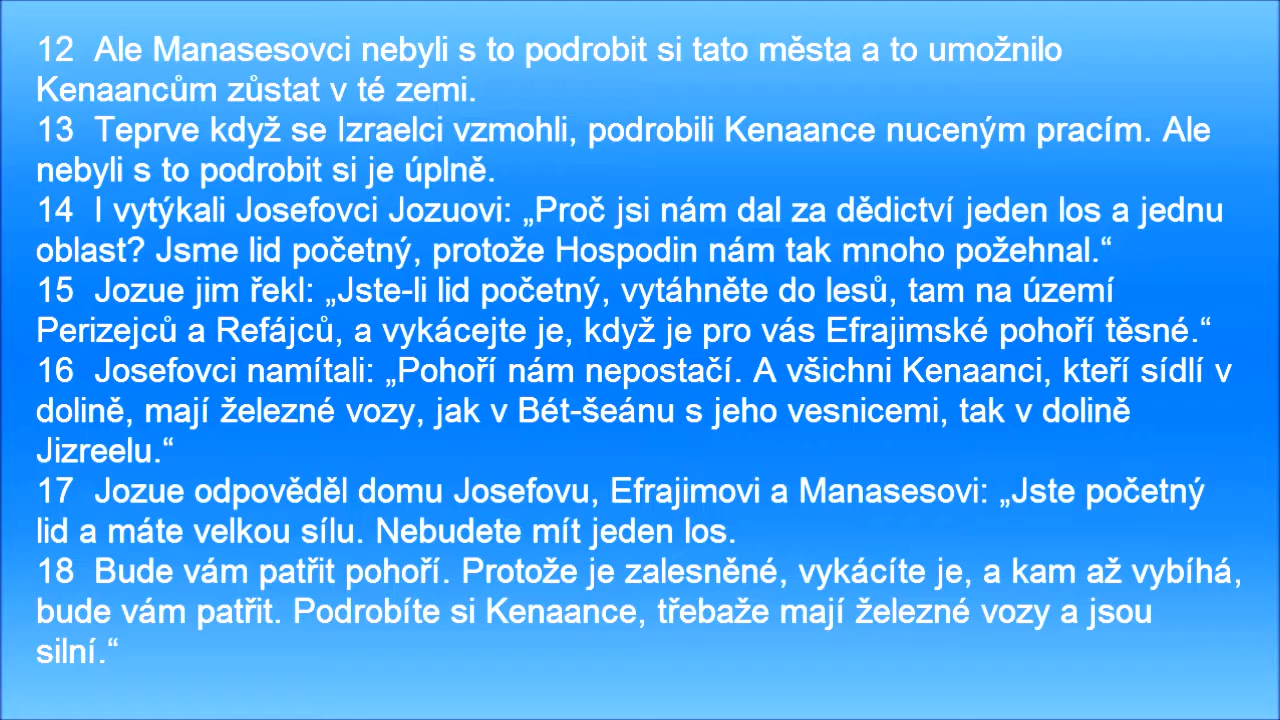 12  Ale Manasesovci nebyli s to podrobit si tato města a to umožnilo
Kenaancům zůstat v té zemi.
13  Teprve když se Izraelci vzmohli, podrobili Kenaance nuceným pracím. Ale
nebyli s to podrobit si je úplně.
14  I vytýkali Josefovci Jozuovi: „Proč jsi nám dal za dědictví jeden los a jednu
oblast? Jsme lid početný, protože Hospodin nám tak mnoho požehnal.“
15  Jozue jim řekl: „Jste-li lid početný, vytáhněte do lesů, tam na území
Perizejců a Refájců, a vykácejte je, když je pro vás Efrajimské pohoří těsné.“
16  Josefovci namítali: „Pohoří nám nepostačí. A všichni Kenaanci, kteří sídlí v
dolině, mají železné vozy, jak v Bét-šeánu s jeho vesnicemi, tak v dolině
Jizreelu.“
17  Jozue odpověděl domu Josefovu, Efrajimovi a Manasesovi: „Jste početný
lid a máte velkou sílu. Nebudete mít jeden los.
18  Bude vám patřit pohoří. Protože je zalesněné, vykácíte je, a kam až vybíhá,
bude vám patřit. Podrobíte si Kenaance, třebaže mají železné vozy a jsou
silní.“